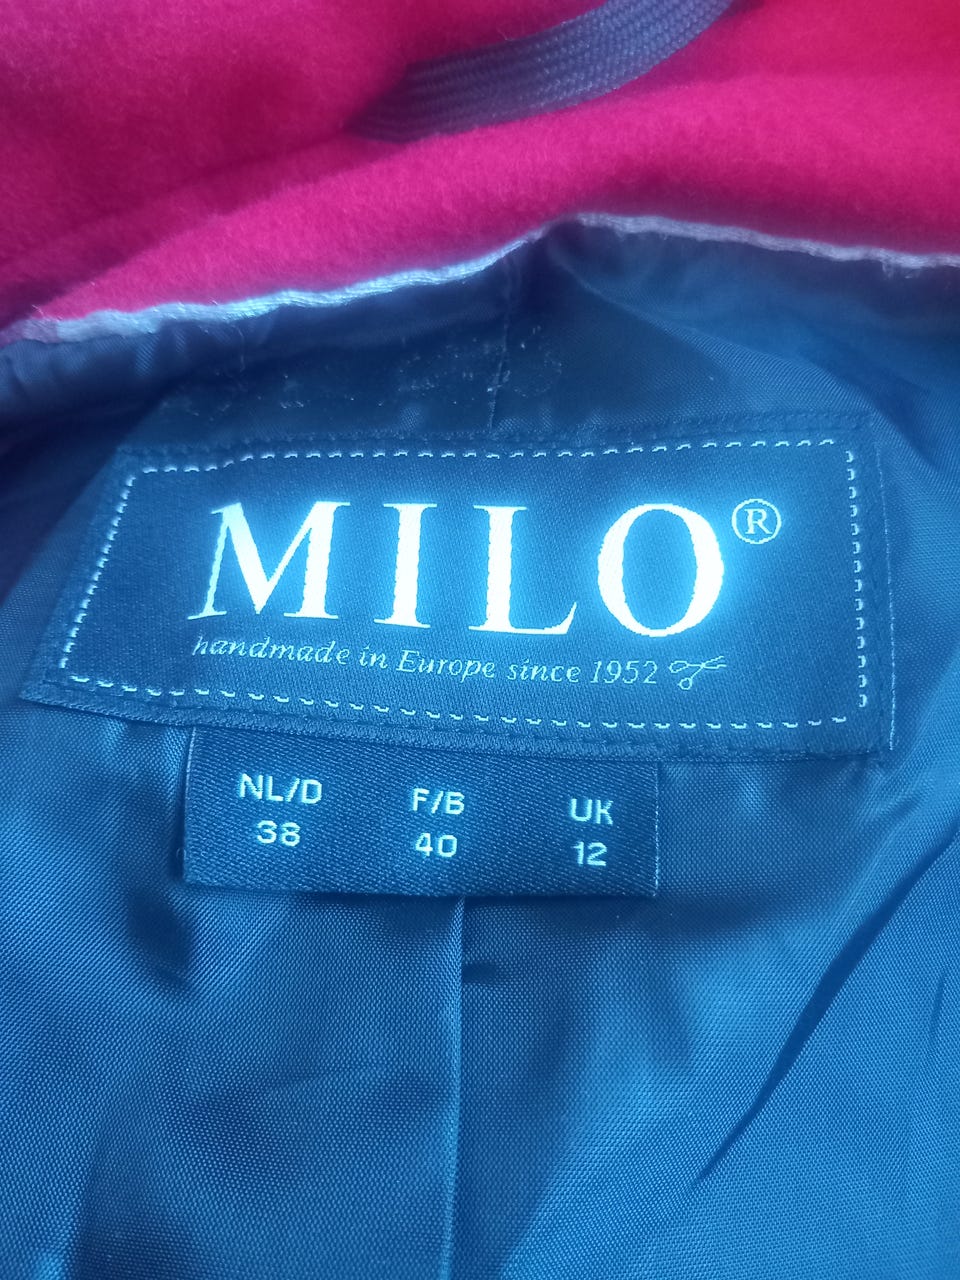 MILO®
handmade in Europe since 1952
NL/D F/B UK
38 40 12